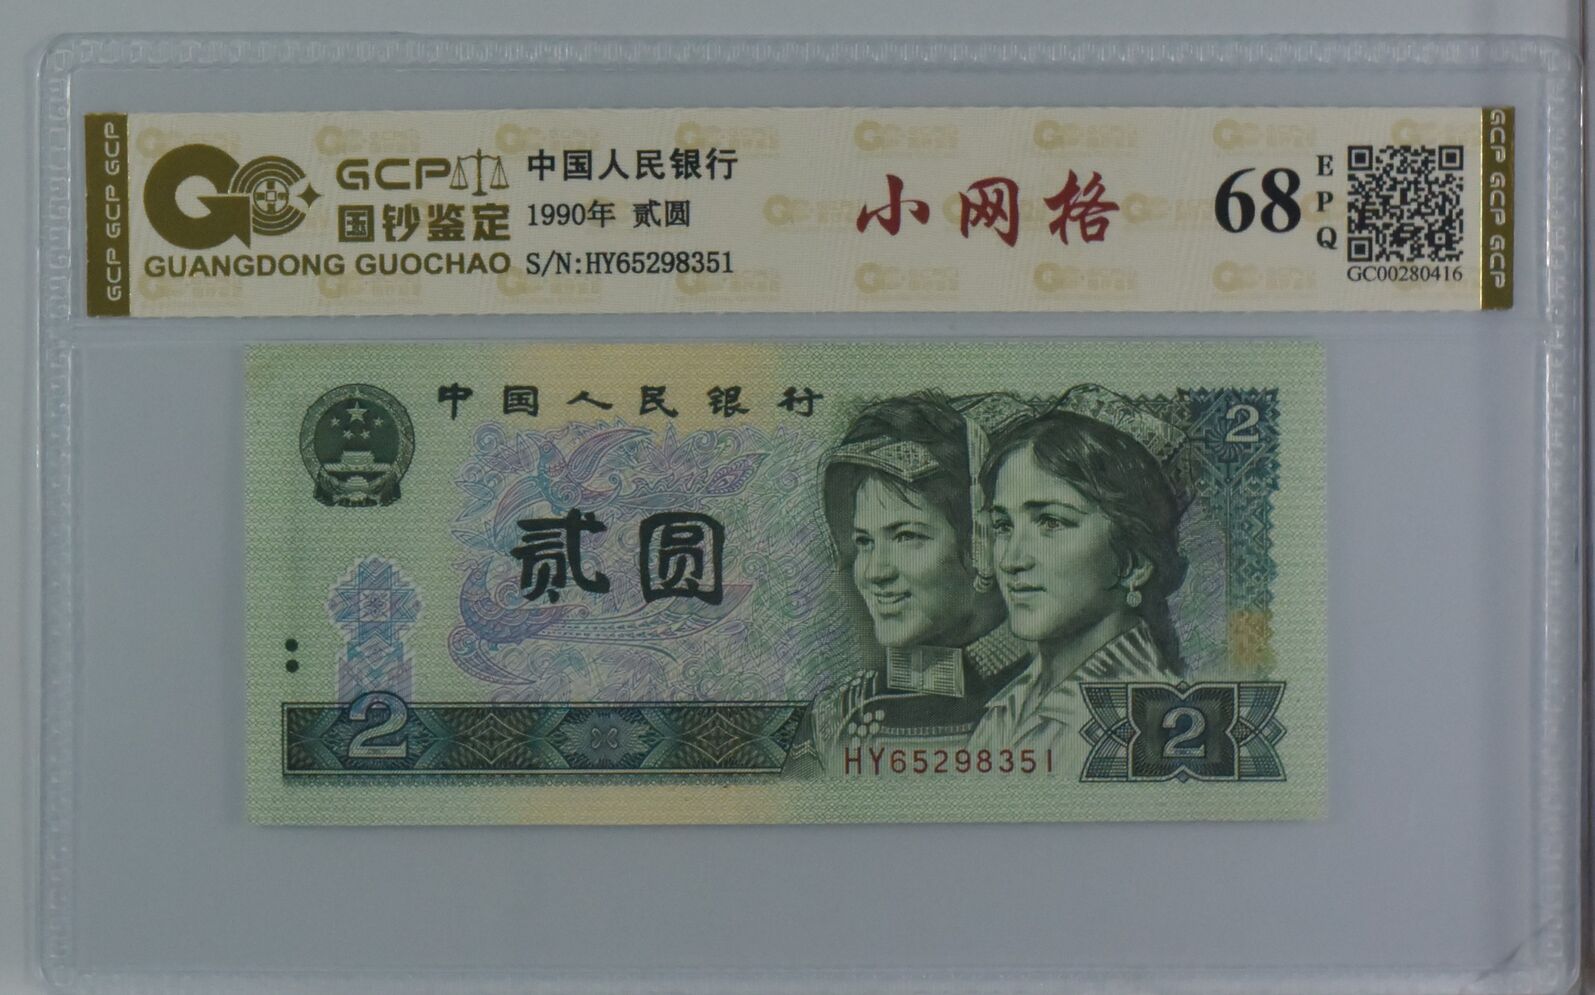 GCP GCP GCP
GCP
国钞鉴定
GUANGDONG GUOCHAO
中国人民银行
1990年 贰圆
S/N:HY65298351
小网格
68
EPQ
GC00280416
GCP GCP GCP
中国人民银行
2
贰圆
2
HY65298351
2